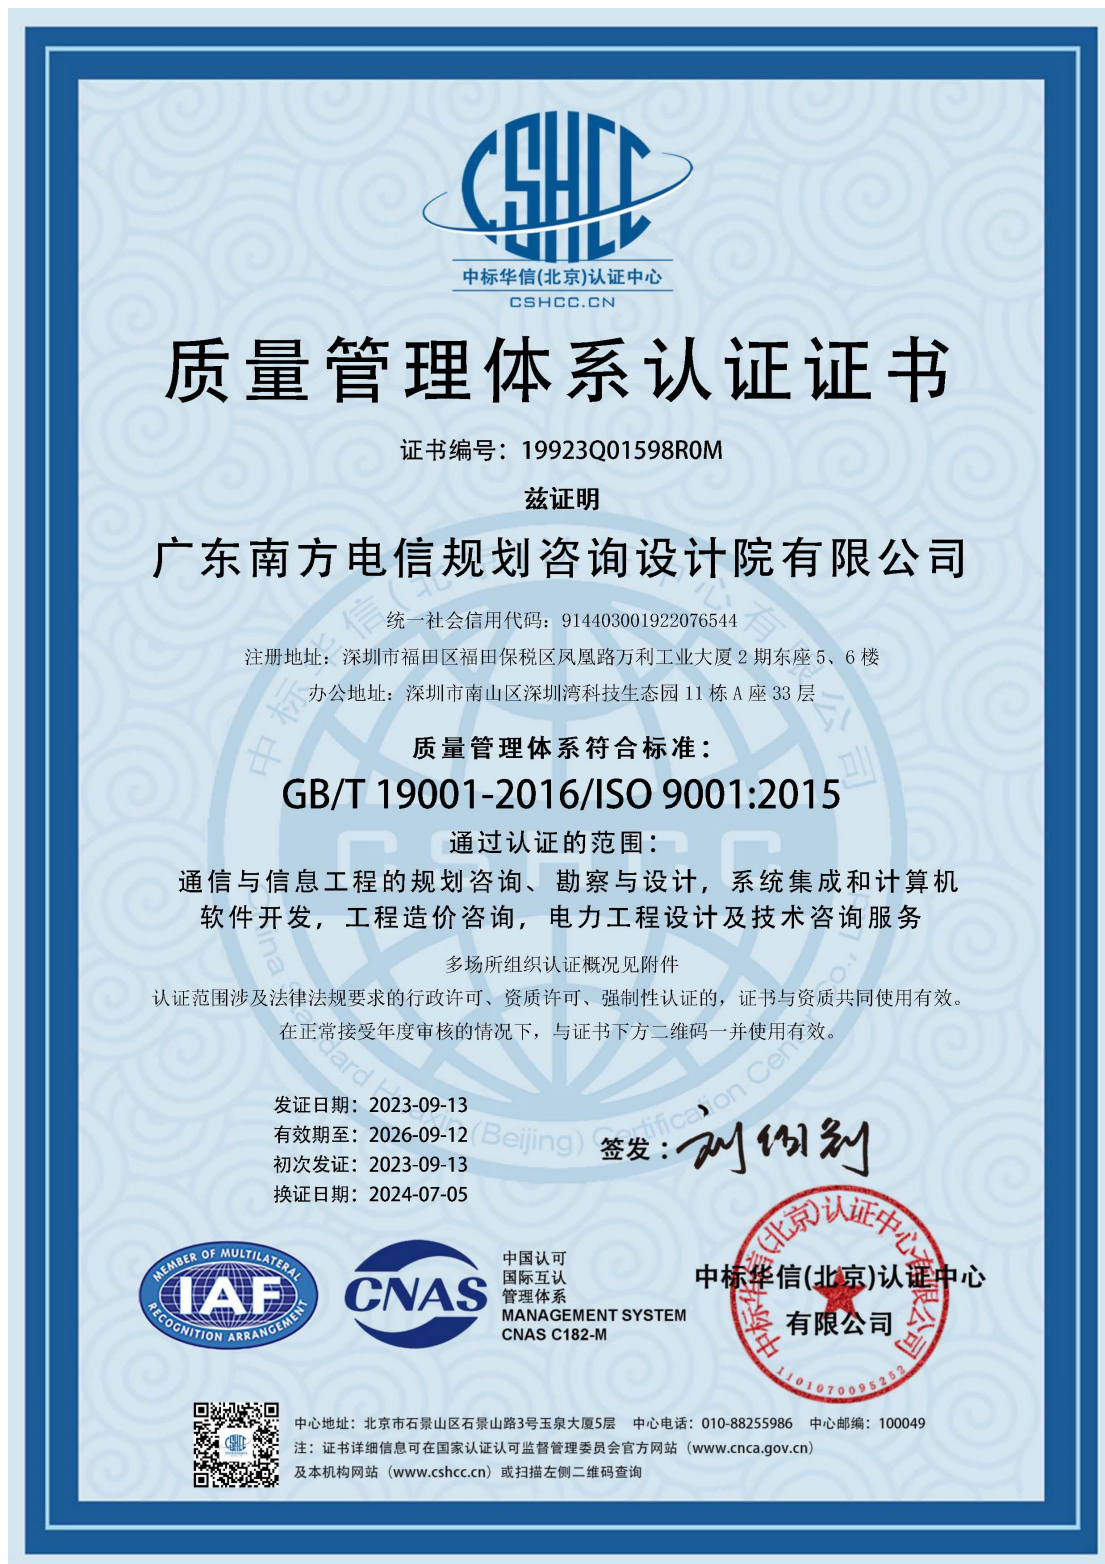 CSHCC
中标华信(北京)认证中心
CSHCC.CN
质量管理体系认证证书
证书编号：19923Q01598R0M
兹证明
广东南方电信规划咨询设计院有限公司
统一社会信用代码：914403001922076544
注册地址：深圳市福田区福田保税区凤凰路万利工业大厦 2 期东座 5、6 楼
办公地址：深圳市南山区深圳湾科技生态园 11 栋 A 座 33 层
质量管理体系符合标准：
GB/T 19001-2016/ISO 9001:2015
通过认证的范围：
通信与信息工程的规划咨询、勘察与设计，系统集成和计算机
软件开发，工程造价咨询，电力工程设计及技术咨询服务
多场所组织认证概况见附件
认证范围涉及法律法规要求的行政许可、资质许可、强制性认证的，证书与资质共同使用有效。
在正常接受年度审核的情况下，与证书下方二维码一并使用有效。
发证日期：2023-09-13
有效期至：2026-09-12
初次发证：2023-09-13
换证日期：2024-07-05
签发：
MEMBER OF MULTILATERAL
IAF
RECOGNITION ARRANGEMENT
CNAS
中国认可
国际互认
管理体系
MANAGEMENT SYSTEM
CNAS C182-M
中标华信(北京)认证中心
有限公司
中标华信(北京)认证中心有限公司
1101070095252
中心地址：北京市石景山区石景山路3号玉泉大厦5层 中心电话：010-88255986 中心邮编：100049
注：证书详细信息可在国家认证认可监督管理委员会官方网站（www.cnca.gov.cn）
及本机构网站（www.cshcc.cn）或扫描左侧二维码查询